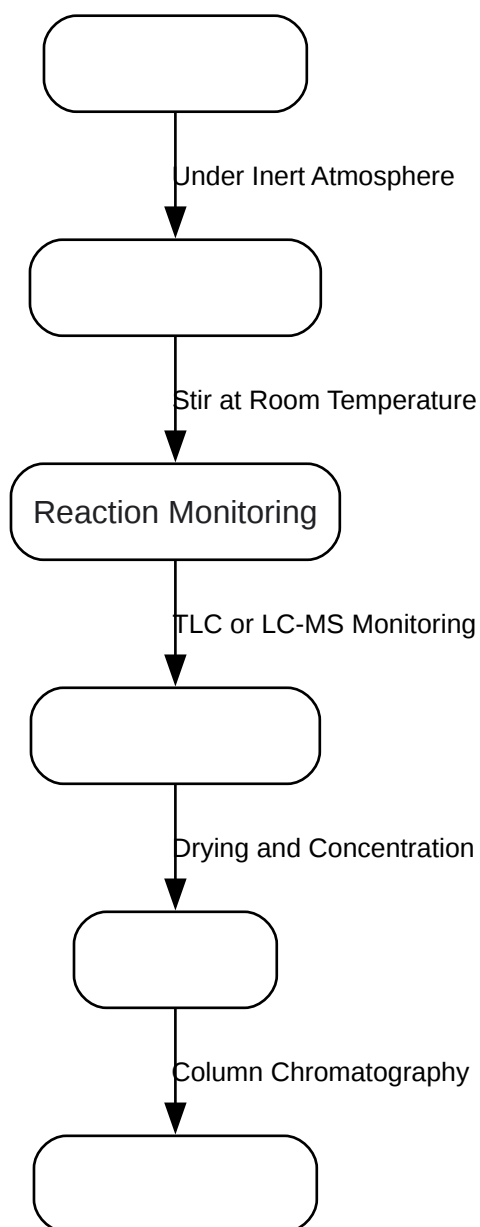 Under Inert Atmosphere
Stir at Room Temperature
Reaction Monitoring
TLC or LC-MS Monitoring
Drying and Concentration
Column Chromatography